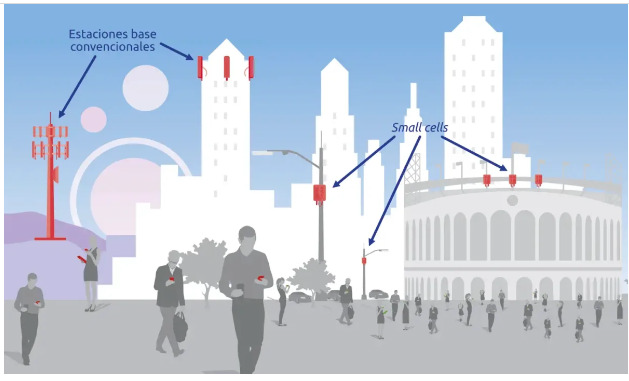 Estaciones base
convencionales
Small cells